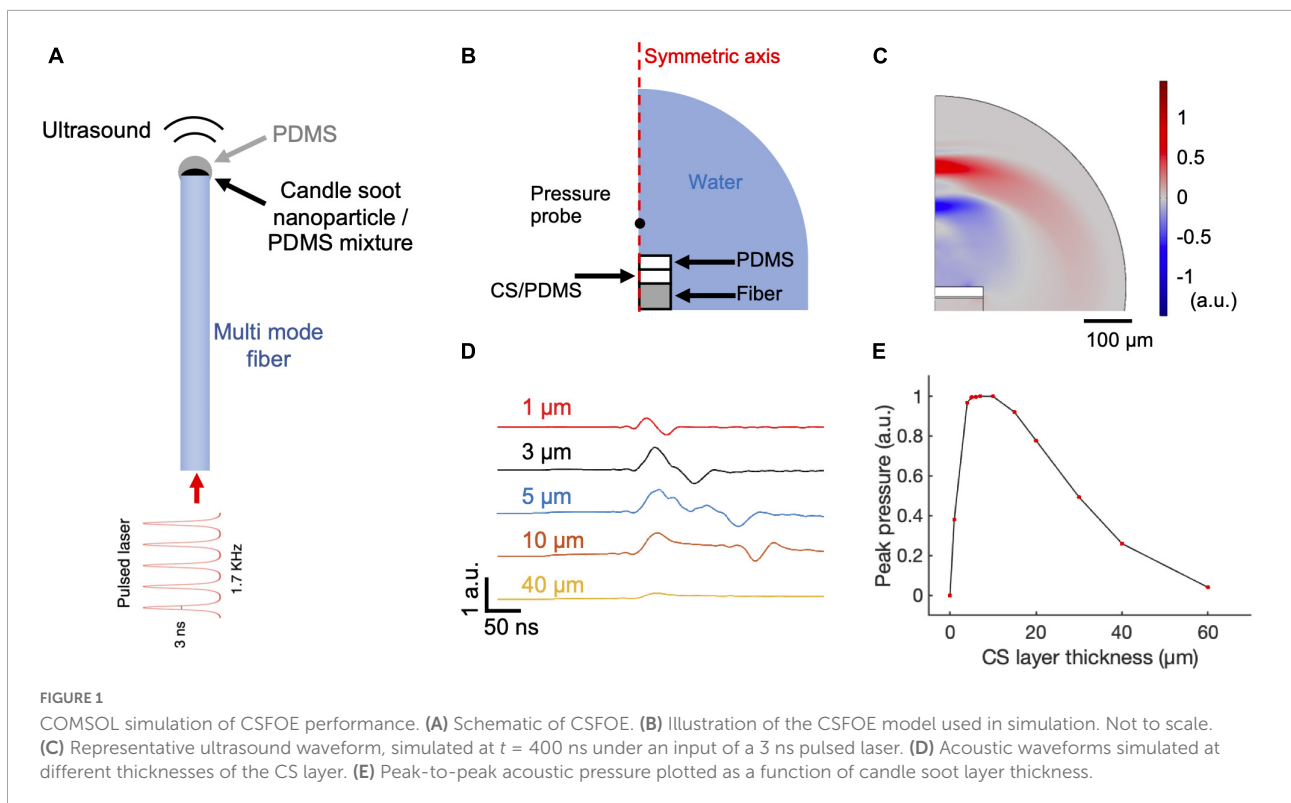 A
Ultrasound
PDMS
Candle soot
nanoparticle /
PDMS mixture
Multi mode
fiber
Pulsed laser
1.7 KHz
3 ns
B
Symmetric axis
Water
Pressure
probe
PDMS
CS/PDMS
Fiber
C
1
0.5
0
-0.5
-1
(a.u.)
100 µm
D
1 µm
3 µm
5 µm
10 µm
40 µm
1 a.u.
50 ns
E
Peak pressure (a.u.)
1
0.8
0.6
0.4
0.2
0
0 20 40 60
CS layer thickness (µm)
FIGURE 1
COMSOL simulation of CSFOE performance. (A) Schematic of CSFOE. (B) Illustration of the CSFOE model used in simulation. Not to scale.
(C) Representative ultrasound waveform, simulated at t = 400 ns under an input of a 3 ns pulsed laser. (D) Acoustic waveforms simulated at
different thicknesses of the CS layer. (E) Peak-to-peak acoustic pressure plotted as a function of candle soot layer thickness.